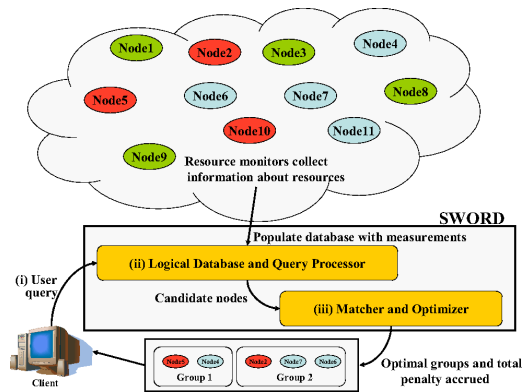 Node1
Node2
Node3
Node4
Node5
Node6
Node7
Node8
Node10
Node11
Node9
Resource monitors collect
information about resources
SWORD
Populate database with measurements
(i) User
query
(ii) Logical Database and Query Processor
Candidate nodes
(iii) Matcher and Optimizer
Client
Node5
Node4
Group 1
Node2
Node7
Node6
Group 2
Optimal groups and total
penalty accrued